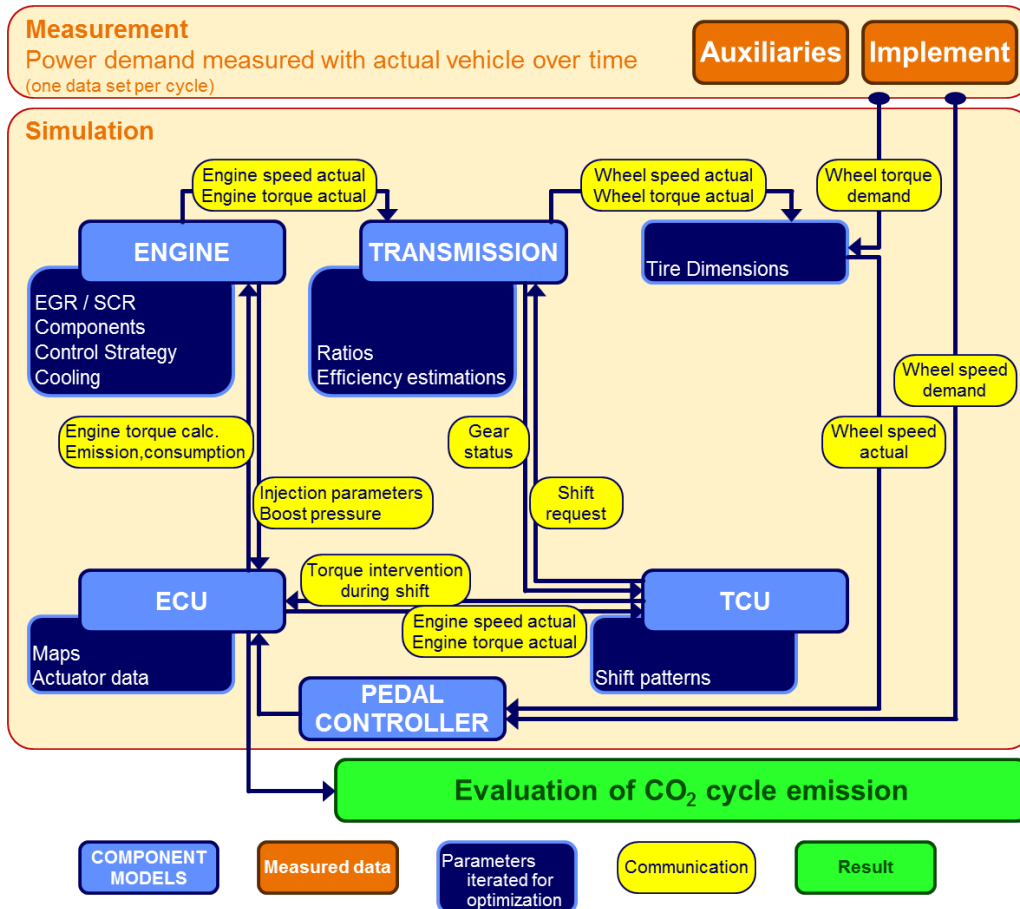 Measurement
Power demand measured with actual vehicle over time
(one data set per cycle)
Auxiliaries
Implement
Simulation
Engine speed actual
Engine torque actual
Wheel speed actual
Wheel torque actual
Wheel torque
demand
ENGINE
TRANSMISSION
Tire Dimensions
EGR / SCR
Components
Control Strategy
Cooling
Ratios
Efficiency estimations
Wheel speed
demand
Engine torque calc.
Emission,consumption
Gear
status
Wheel speed
actual
Injection parameters
Boost pressure
Shift
request
Torque intervention
during shift
ECU
TCU
Engine speed actual
Engine torque actual
Maps
Actuator data
Shift patterns
PEDAL
CONTROLLER
Evaluation of CO₂ cycle emission
COMPONENT
MODELS
Measured data
Parameters
iterated for
optimization
Communication
Result